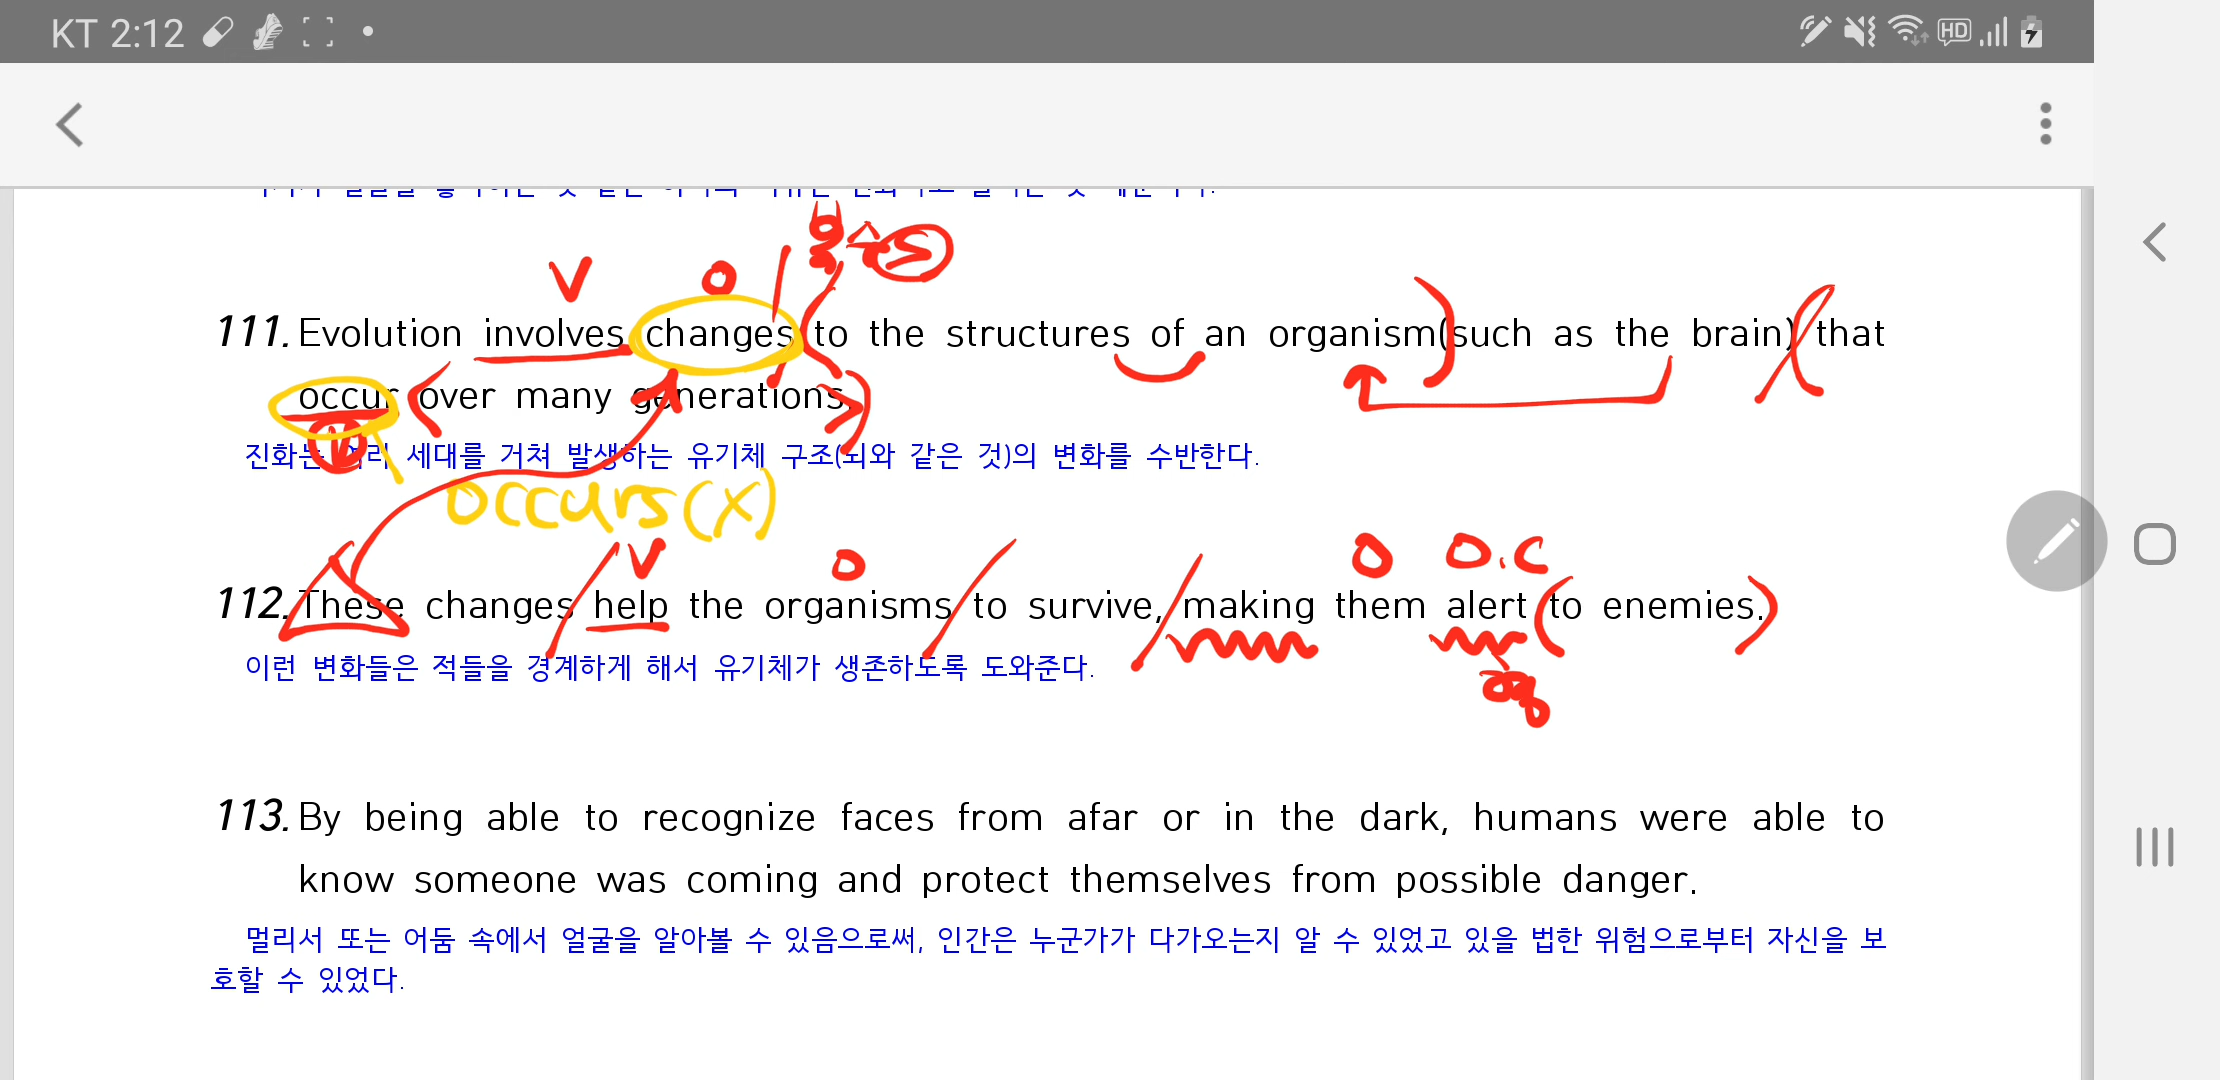 KT 2:12
HD
V O 복수 S
111. Evolution involves changes to the structures of an organism(such as the brain) that
occur over many generations.
V
진화는 여러 세대를 거쳐 발생하는 유기체 구조(뇌와 같은 것)의 변화를 수반한다.
occurs(x)
V O O O.C
112. These changes help the organisms to survive, making them alert to enemies.
이런 변화들은 적들을 경계하게 해서 유기체가 생존하도록 도와준다.
113. By being able to recognize faces from afar or in the dark, humans were able to
know someone was coming and protect themselves from possible danger.
멀리서 또는 어둠 속에서 얼굴을 알아볼 수 있음으로써, 인간은 누군가가 다가오는지 알 수 있었고 있을 법한 위험으로부터 자신을 보
호할 수 있었다.